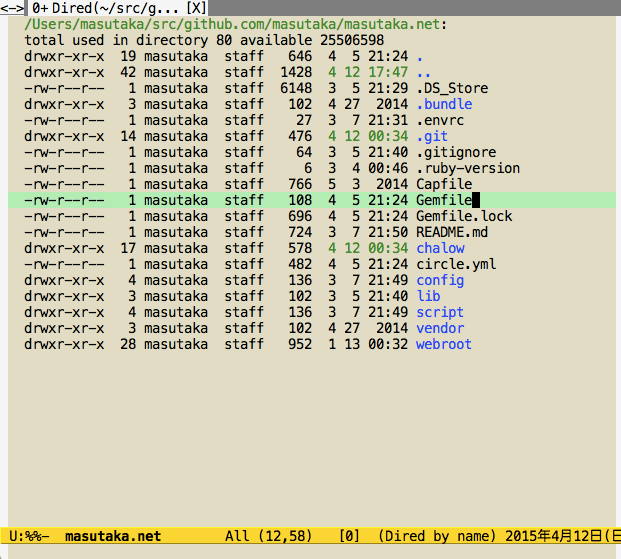 <-> 0+ Dired(~/src/g... [X]
/Users/masutaka/src/github.com/masutaka/masutaka.net:
total used in directory 80 available 25506598
drwxr-xr-x 19 masutaka staff 646 4 5 21:24 .
drwxr-xr-x 42 masutaka staff 1428 4 12 17:47 ..
-rw-r--r-- 1 masutaka staff 6148 3 5 21:29 .DS_Store
drwxr-xr-x 3 masutaka staff 102 4 27 2014 .bundle
-rw-r--r-- 1 masutaka staff 27 3 7 21:31 .envrc
drwxr-xr-x 14 masutaka staff 476 4 12 00:34 .git
-rw-r--r-- 1 masutaka staff 64 3 5 21:40 .gitignore
-rw-r--r-- 1 masutaka staff 6 3 4 00:46 .ruby-version
-rw-r--r-- 1 masutaka staff 766 5 3 2014 Capfile
-rw-r--r-- 1 masutaka staff 108 4 5 21:24 Gemfile
-rw-r--r-- 1 masutaka staff 696 4 5 21:24 Gemfile.lock
-rw-r--r-- 1 masutaka staff 724 3 7 21:50 README.md
drwxr-xr-x 17 masutaka staff 578 4 12 00:34 chalow
-rw-r--r-- 1 masutaka staff 482 4 5 21:24 circle.yml
drwxr-xr-x 4 masutaka staff 136 3 7 21:49 config
drwxr-xr-x 3 masutaka staff 102 3 5 21:40 lib
drwxr-xr-x 4 masutaka staff 136 3 7 21:49 script
drwxr-xr-x 3 masutaka staff 102 4 27 2014 vendor
drwxr-xr-x 28 masutaka staff 952 1 13 00:32 webroot
U:%%- masutaka.net All (12,58) [0] (Dired by name) 2015年4月12日(日